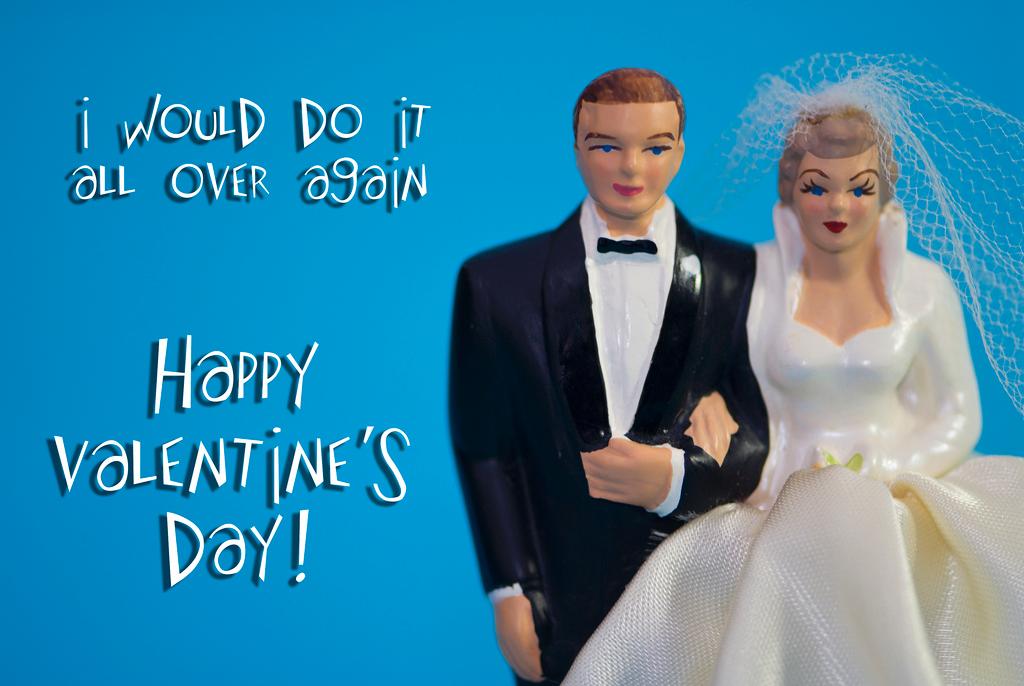 i WOULD DO iT
aLL OVER agaiN
HaPPY
VaLENTiNE'S
Day!